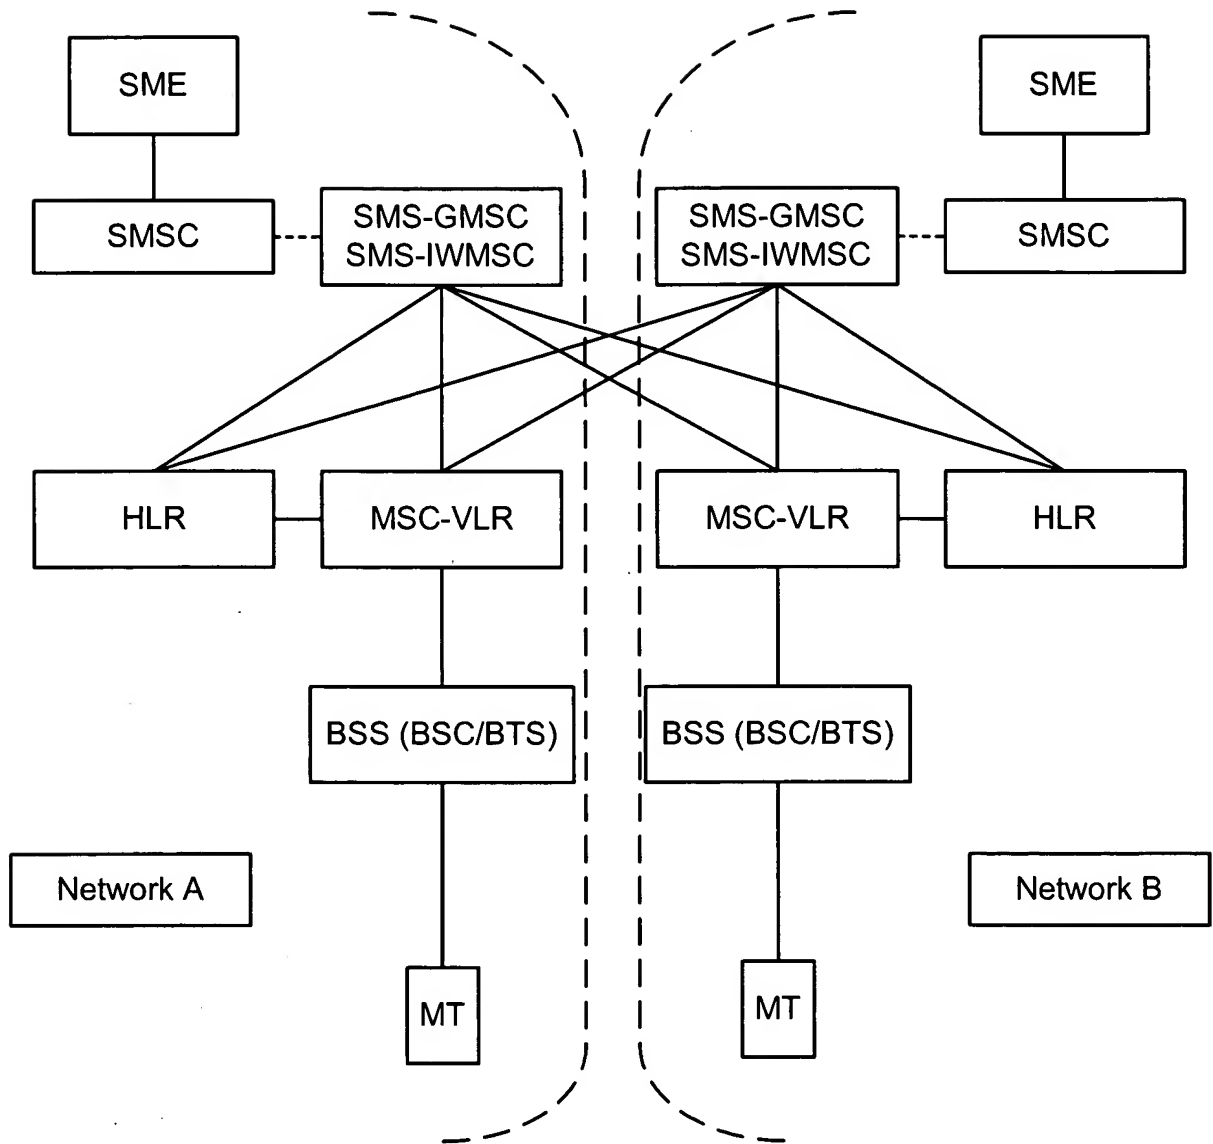 SME
SME
SMSC
SMS-GMSC
SMS-IWMSC
SMS-GMSC
SMS-IWMSC
SMSC
HLR
MSC-VLR
MSC-VLR
HLR
BSS (BSC/BTS)
BSS (BSC/BTS)
Network A
Network B
MT
MT